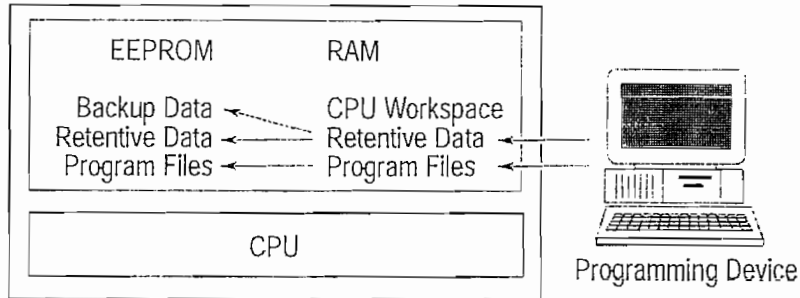 EEPROM RAM
Backup Data CPU Workspace
Retentive Data Retentive Data
Program Files Program Files
CPU
Programming Device